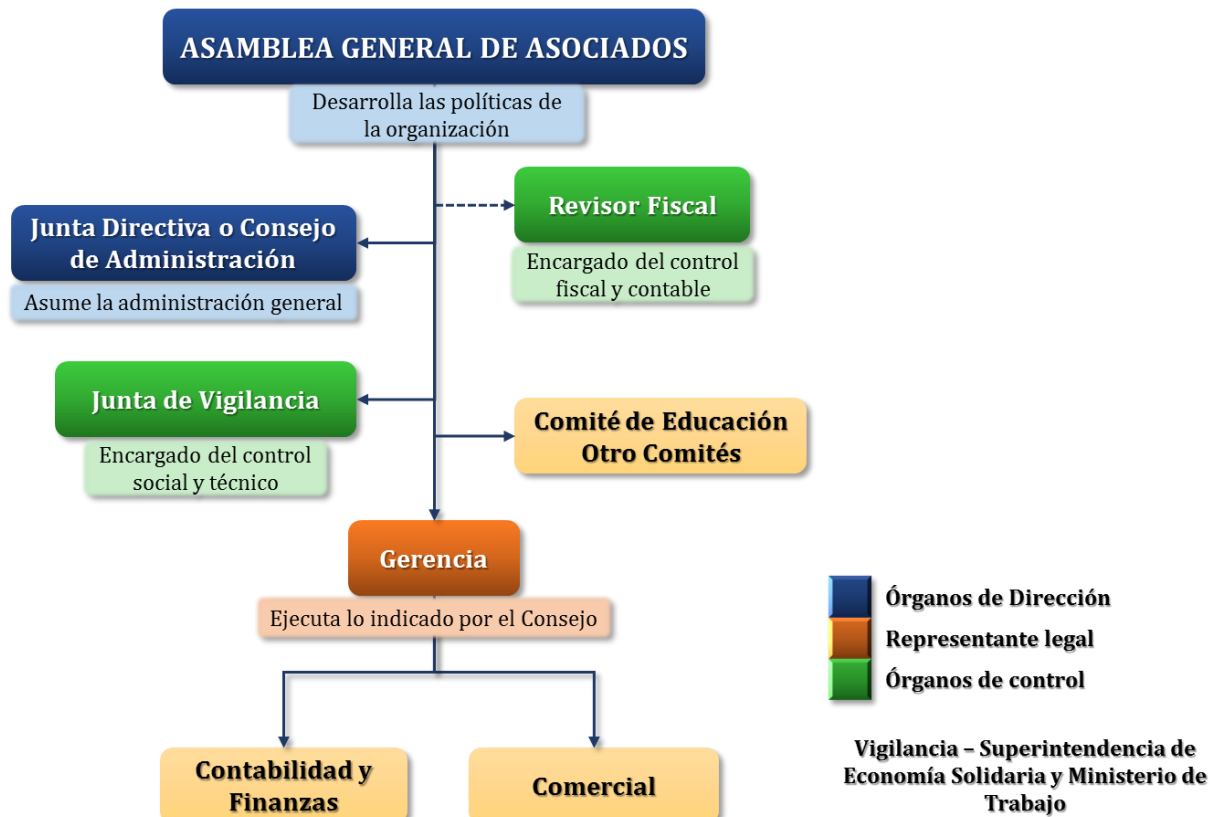 ASAMBLEA GENERAL DE ASOCIADOS
Desarrolla las políticas de
la organización
Revisor Fiscal
Encargado del control
fiscal y contable
Junta Directiva o Consejo
de Administración
Asume la administración general
Junta de Vigilancia
Encargado del control
social y técnico
Comité de Educación
Otro Comités
Gerencia
Ejecuta lo indicado por el Consejo
Contabilidad y
Finanzas
Comercial
Órganos de Dirección
Representante legal
Órganos de control
Vigilancia – Superintendencia de
Economía Solidaria y Ministerio de
Trabajo